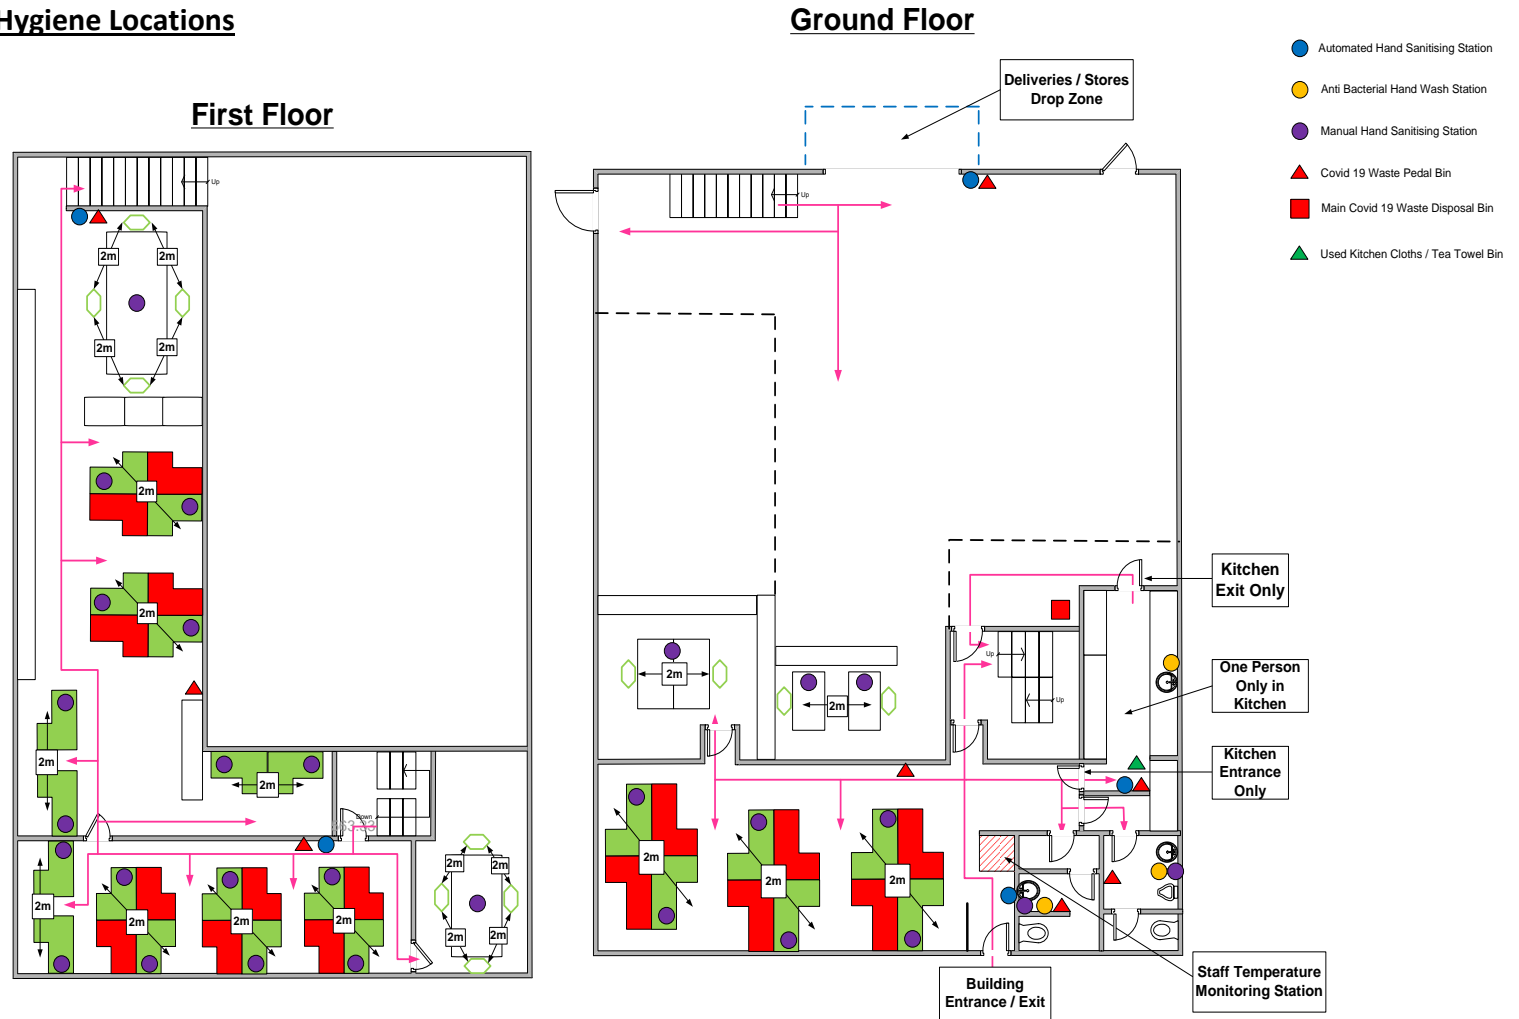 Hygiene Locations
Ground Floor
First Floor
Automated Hand Sanitising Station
Anti Bacterial Hand Wash Station
Manual Hand Sanitising Station
Covid 19 Waste Pedal Bin
Main Covid 19 Waste Disposal Bin
Used Kitchen Cloths / Tea Towel Bin
Deliveries / Stores
Drop Zone
Up
Up
2m
2m
2m
2m
2m
2m
2m
2m
Down
2m
2m
2m
2m
2m
2m
2m
2m
Kitchen
Exit Only
One Person
Only in
Kitchen
Kitchen
Entrance
Only
Up
Up
2m
2m
2m
2m
2m
Building
Entrance / Exit
Staff Temperature
Monitoring Station